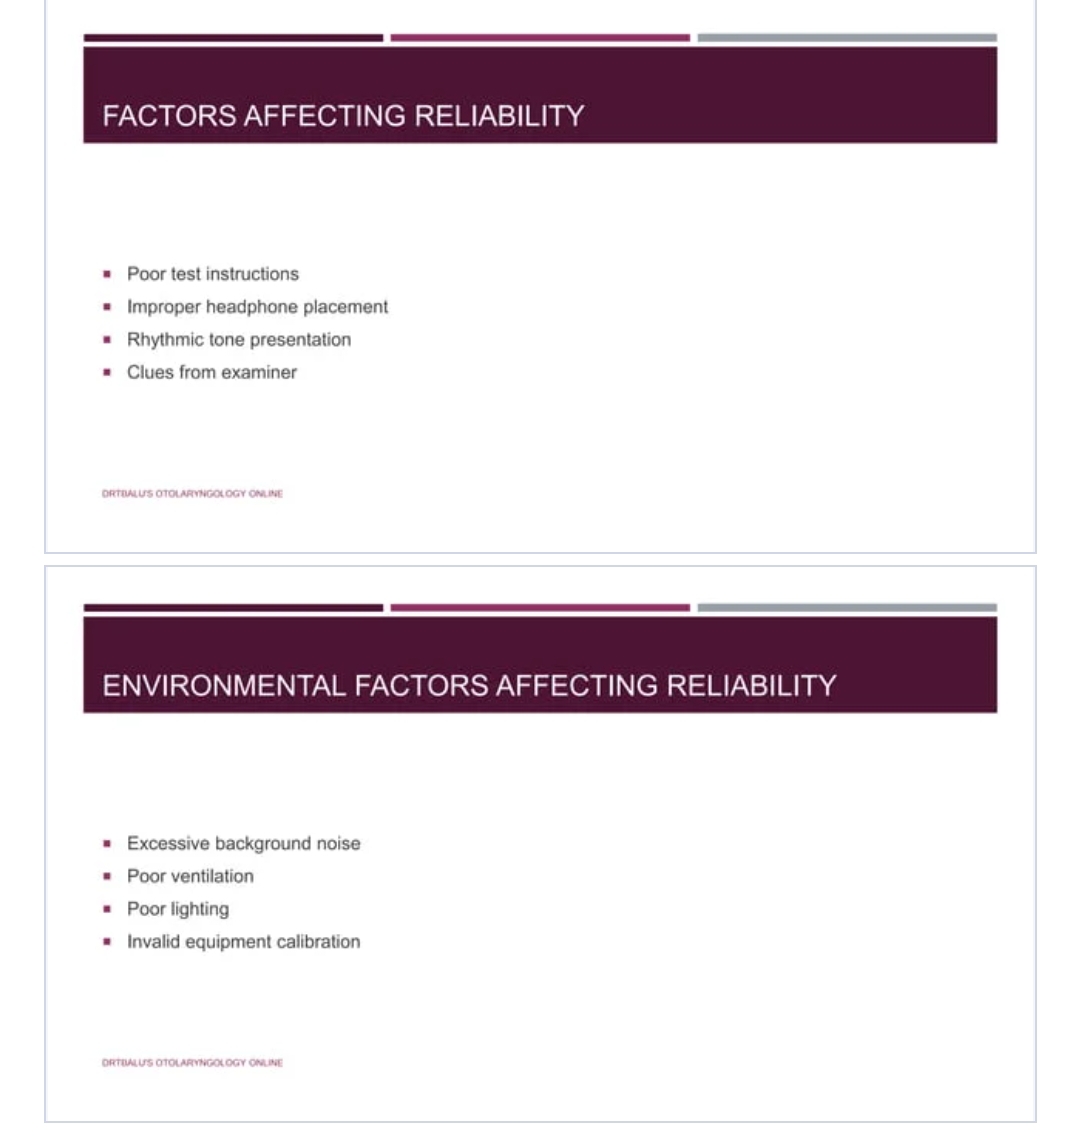 FACTORS AFFECTING RELIABILITY
Poor test instructions
Improper headphone placement
Rhythmic tone presentation
Clues from examiner
DRTBALU'S OTOLARYNGOLOGY ONLINE
ENVIRONMENTAL FACTORS AFFECTING RELIABILITY
Excessive background noise
Poor ventilation
Poor lighting
Invalid equipment calibration
DRTBALU'S OTOLARYNGOLOGY ONLINE